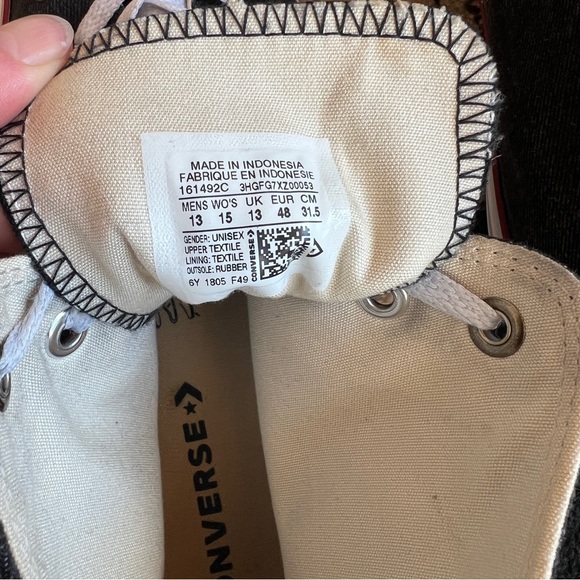 MADE IN INDONESIA
FABRIQUE EN INDONESIE
161492C 3HGFG7XZ00053
MENS WO'S UK EUR CM
13 15 13 48 31.5
GENDER: UNISEX
UPPER TEXTILE
LINING: TEXTILE
OUTSOLE: RUBBER
CONVERSE
6Y 1805 F49
CONVERSE